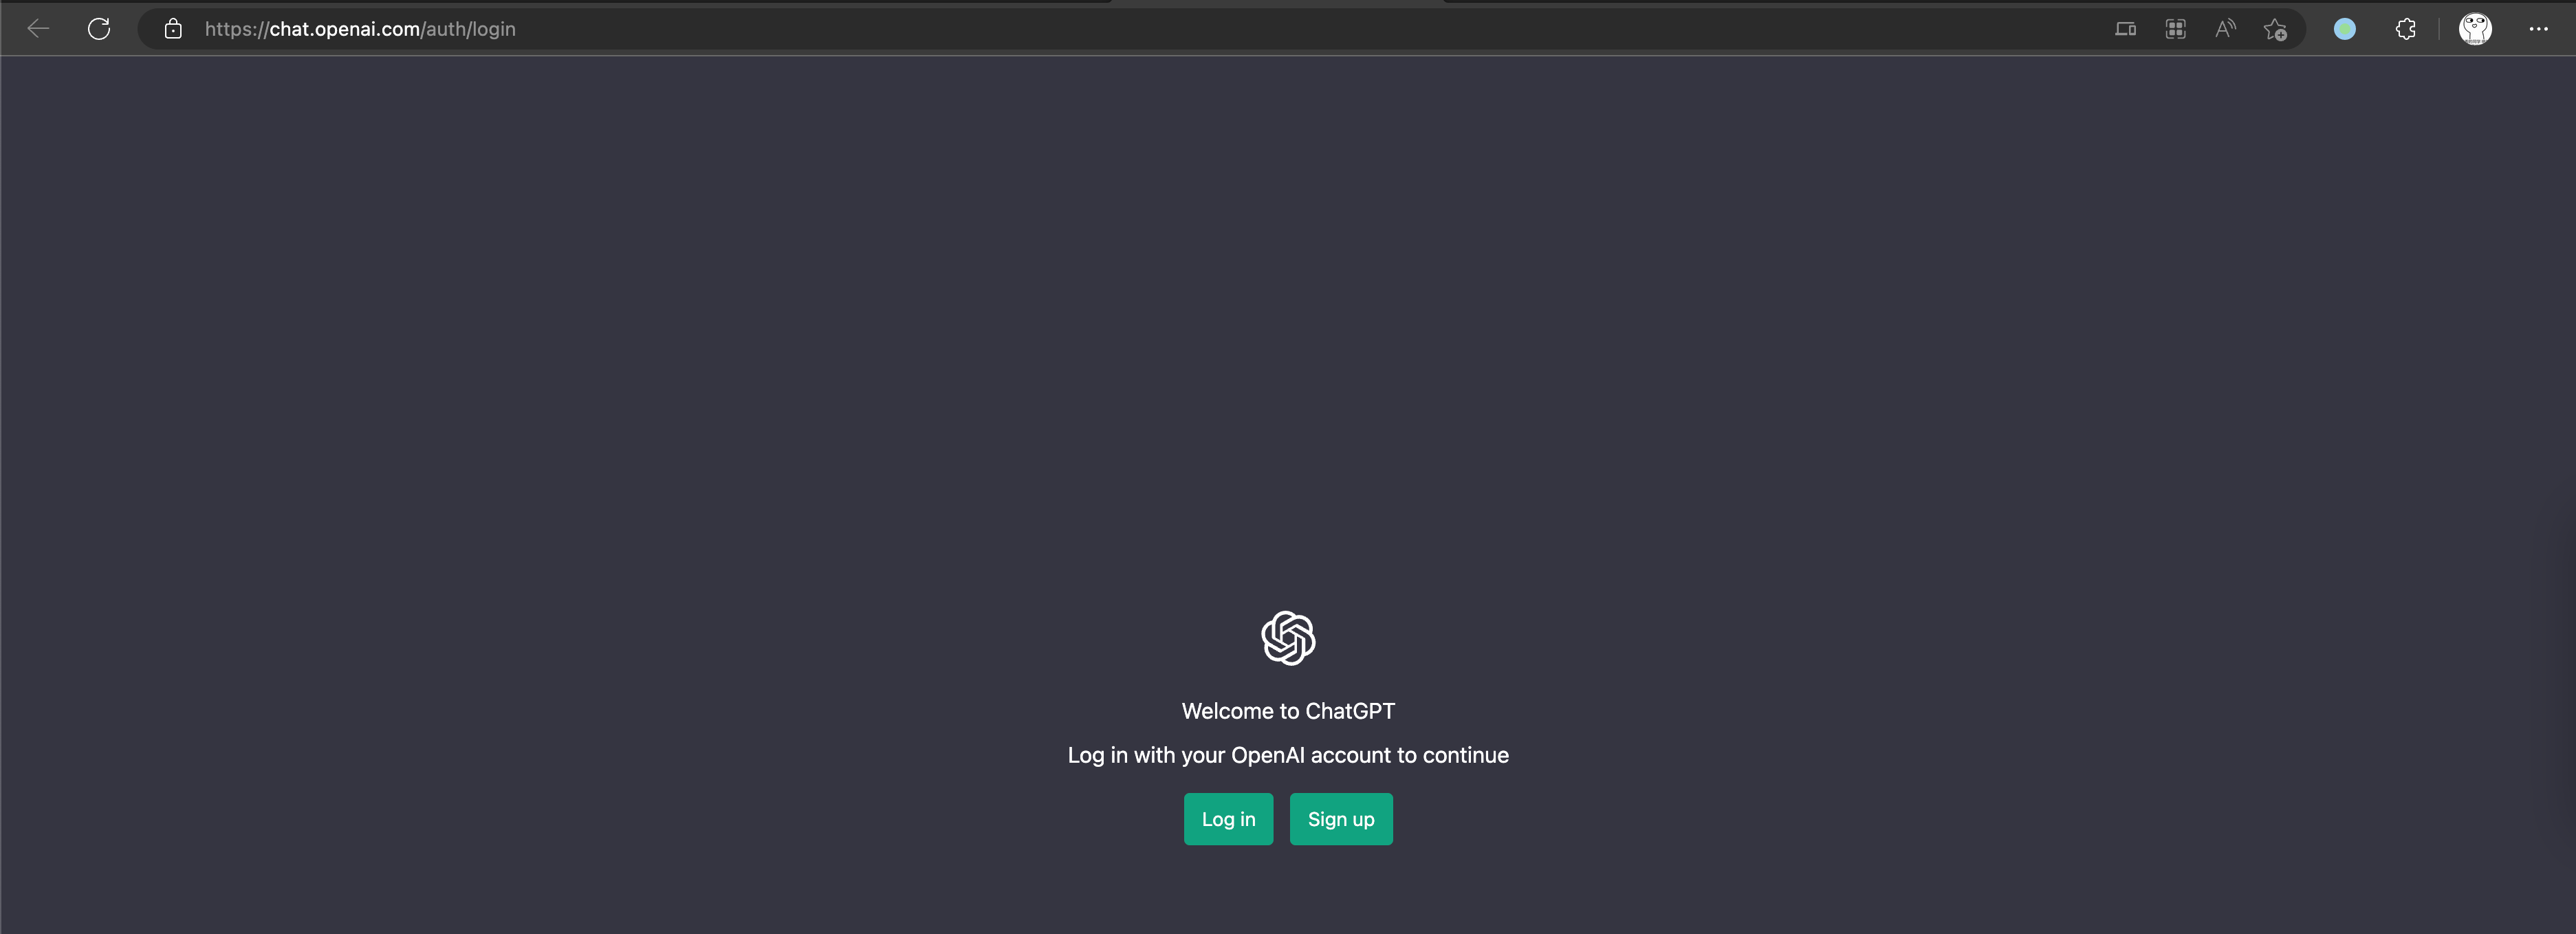 https://chat.openai.com/auth/login
Welcome to ChatGPT
Log in with your OpenAI account to continue
Log in
Sign up